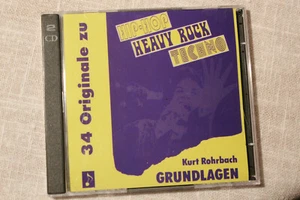 2
CD
34 Originale zu
HIP-HOP
HEAVY ROCK
TECHNO
Kurt Rohrbach
GRUNDLAGEN